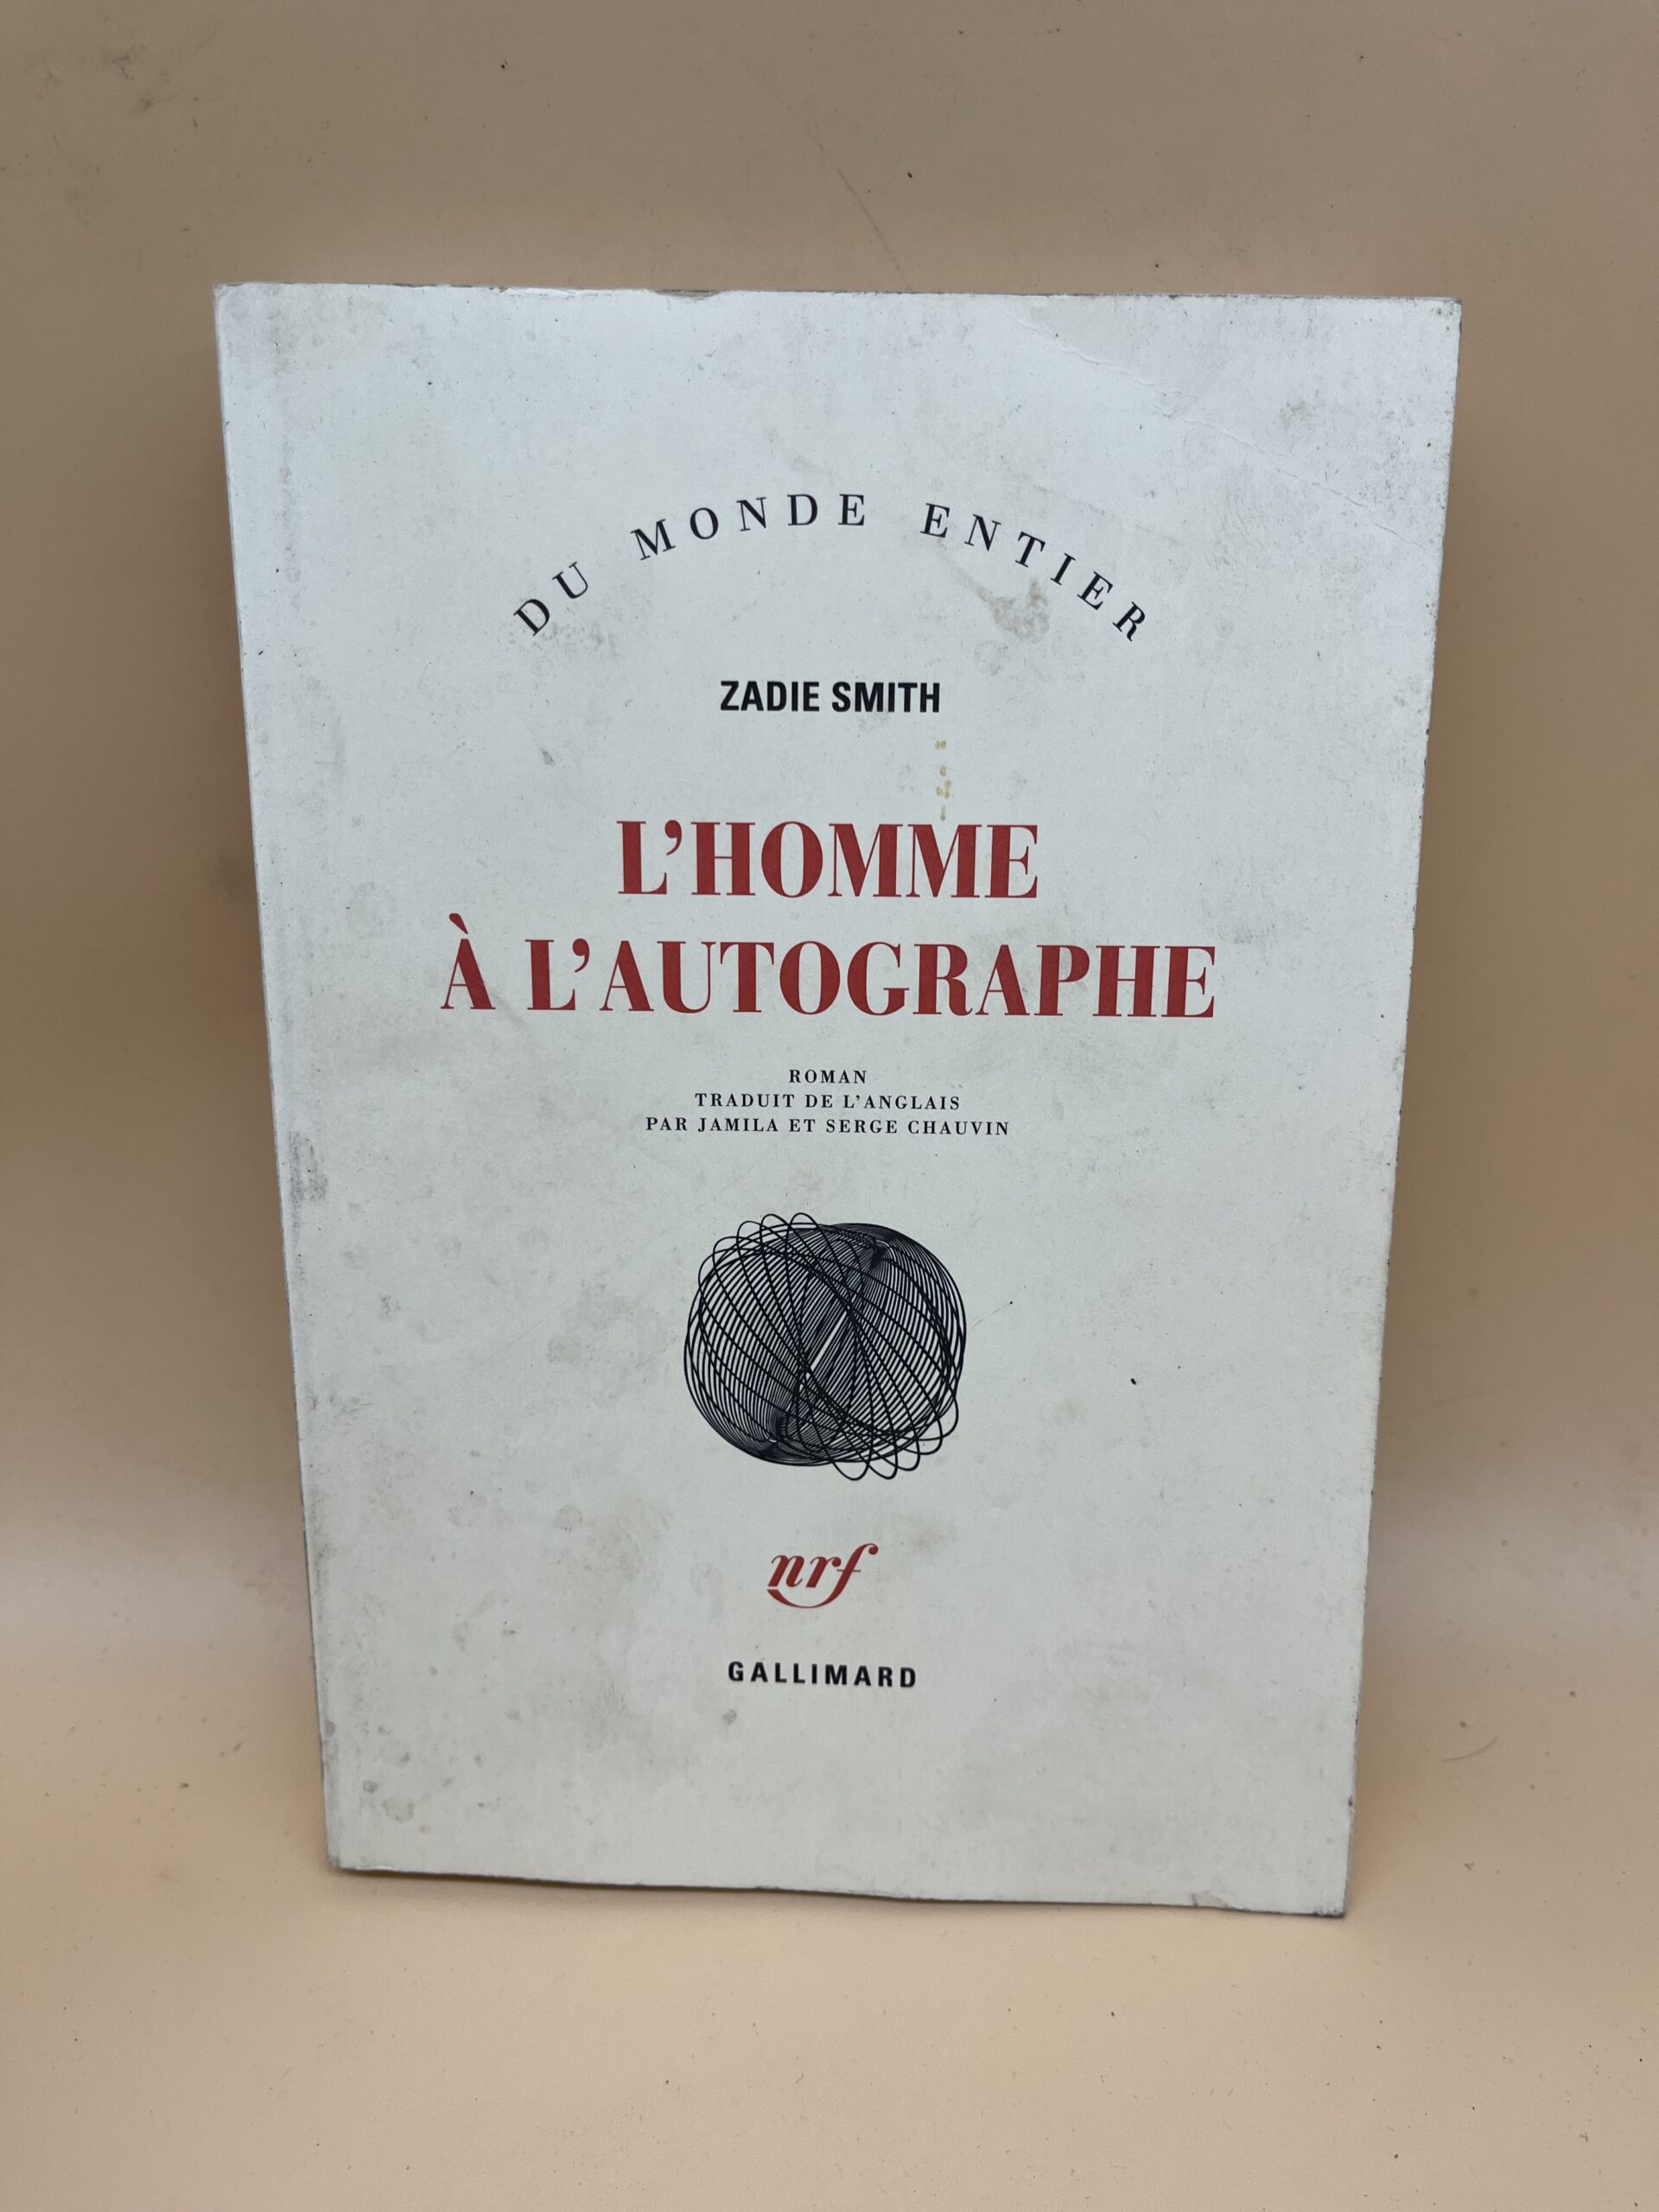 DU MONDE ENTIER
ZADIE SMITH
L’HOMME
À L’AUTOGRAPHE
ROMAN
TRADUIT DE L’ANGLAIS
PAR JAMILA ET SERGE CHAUVIN
nrf
GALLIMARD